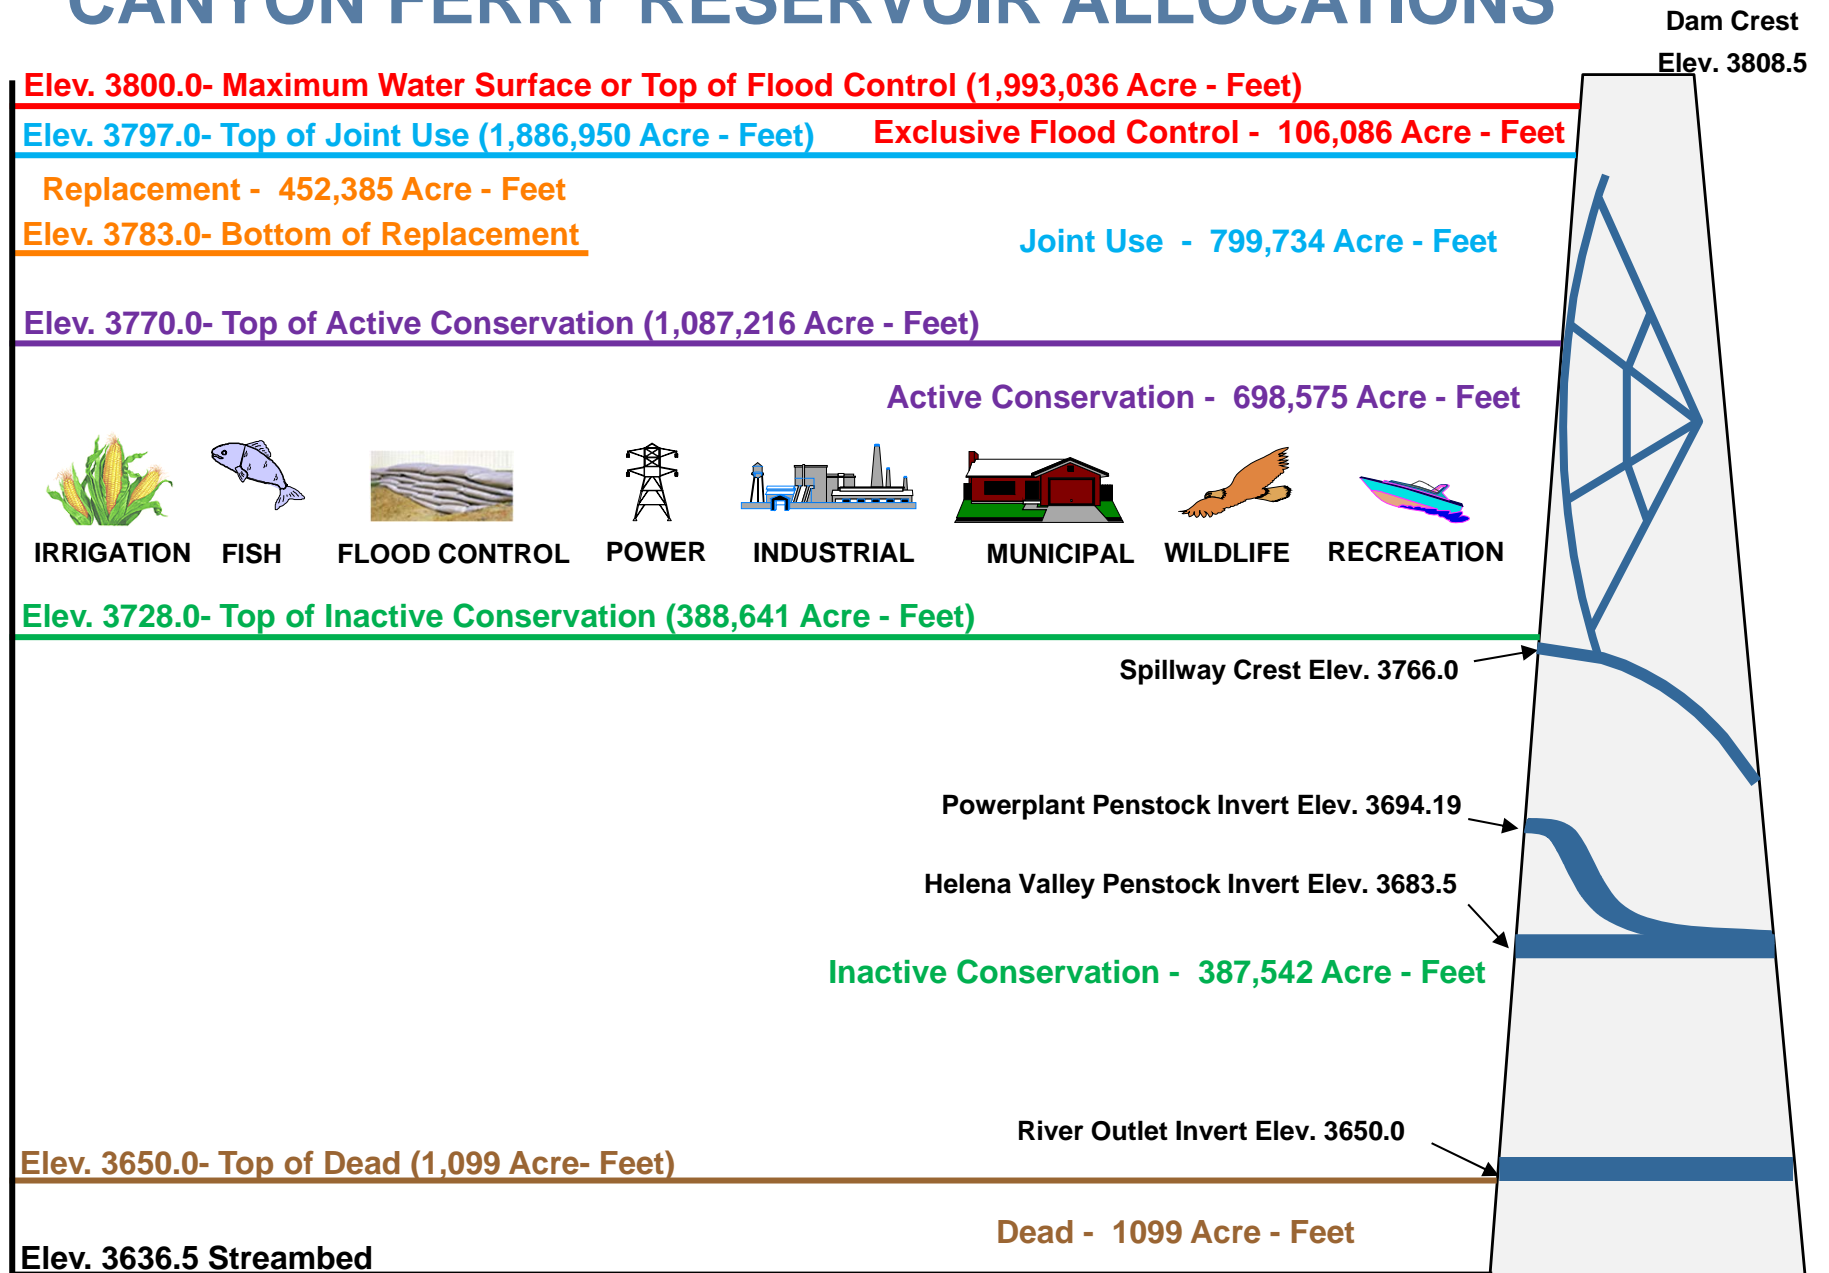 CANYON FERRY RESERVOIR ALLOCATIONS
Dam Crest
Elev. 3808.5
Elev. 3800.0- Maximum Water Surface or Top of Flood Control (1,993,036 Acre - Feet)
Elev. 3797.0- Top of Joint Use (1,886,950 Acre - Feet)
Exclusive Flood Control -  106,086 Acre - Feet
Replacement -  452,385 Acre - Feet
Elev. 3783.0- Bottom of Replacement
Joint Use  -  799,734 Acre - Feet
Elev. 3770.0- Top of Active Conservation (1,087,216 Acre - Feet)
Active Conservation -  698,575 Acre - Feet
IRRIGATION
FISH
FLOOD CONTROL
POWER
INDUSTRIAL
MUNICIPAL
WILDLIFE
RECREATION
Elev. 3728.0- Top of Inactive Conservation (388,641 Acre - Feet)
Spillway Crest Elev. 3766.0
Powerplant Penstock Invert Elev. 3694.19
Helena Valley Penstock Invert Elev. 3683.5
Inactive Conservation -  387,542 Acre - Feet
River Outlet Invert Elev. 3650.0
Elev. 3650.0- Top of Dead (1,099 Acre- Feet)
Dead -  1099 Acre - Feet
Elev. 3636.5 Streambed